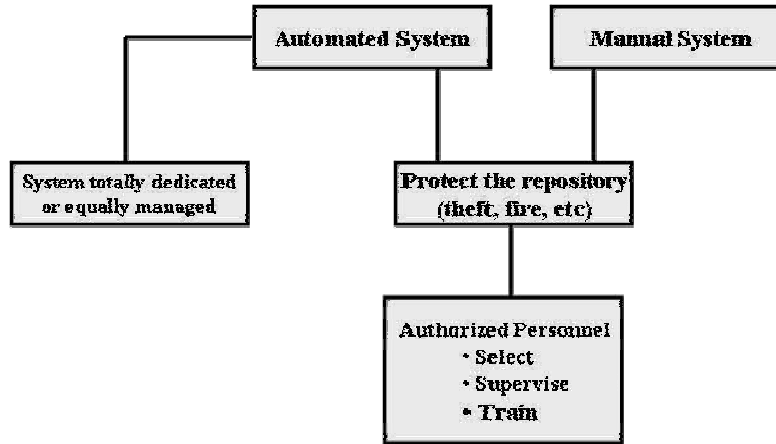 Automated System
Manual System
System totally dedicated
or equally managed
Protect the repository
(theft, fire, etc)
Authorized Personnel
• Select
• Supervise
• Train